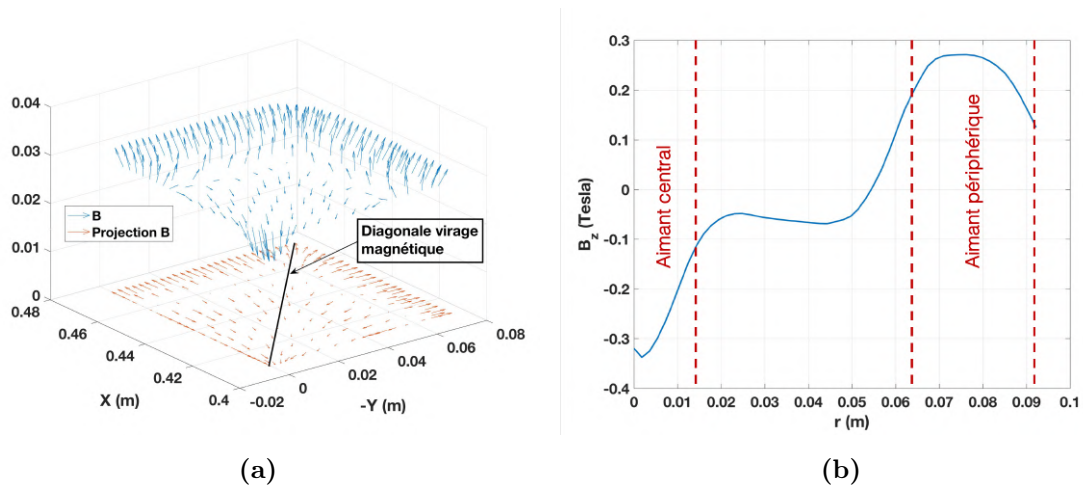 0.04
0.03
0.02
0.01
0
B
Projection B
Diagonale virage
magnétique
0.48
0.46
0.44
0.42
0.4
X (m)
-0.02
0
0.02
0.04
0.06
0.08
-Y (m)
(a)
0.3
0.2
0.1
0
-0.1
-0.2
-0.3
-0.4
B_z (Tesla)
Aimant central
Aimant périphérique
0 0.01 0.02 0.03 0.04 0.05 0.06 0.07 0.08 0.09 0.1
r (m)
(b)